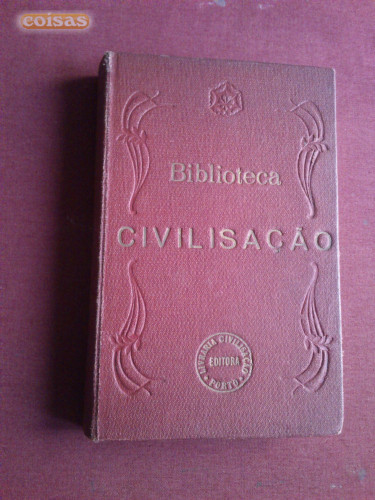 coisas
Biblioteca
CIVILISAÇÃO
LIVRARIA CIVILISAÇÃO
EDITORA
PORTO